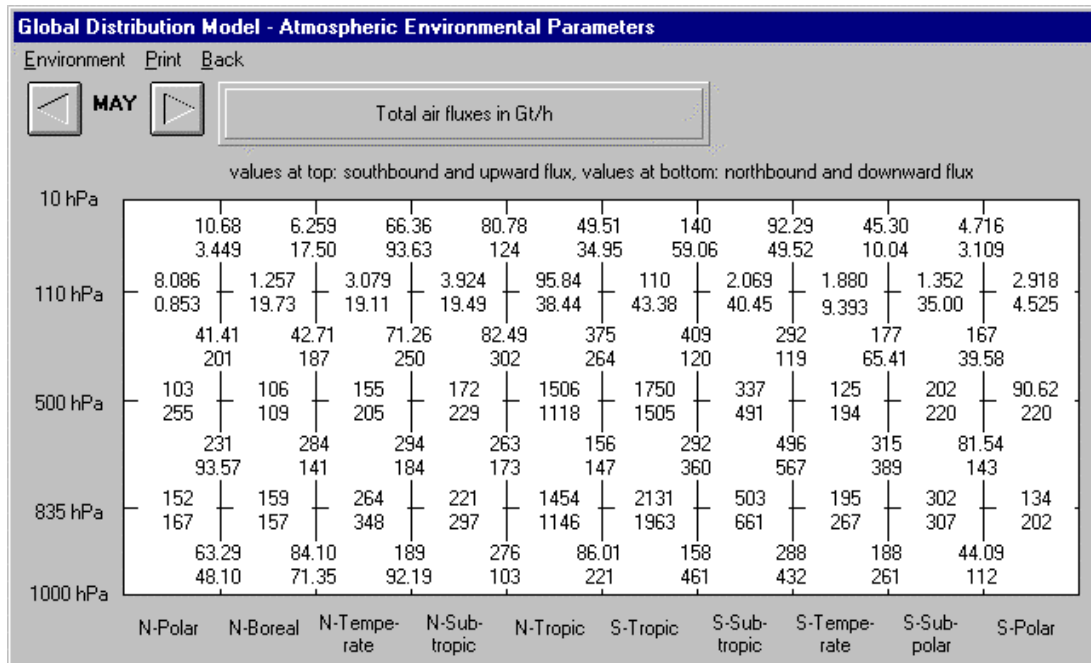 Global Distribution Model - Atmospheric Environmental Parameters
Environment Print Back
MAY Total air fluxes in Gt/h
values at top: southbound and upward flux, values at bottom: northbound and downward flux
10 hPa
10.68 6.259 66.36 80.78 49.51 140 92.29 45.30 4.716
3.449 17.50 93.63 124 34.95 59.06 49.52 10.04 3.109
8.086 1.257 3.079 3.924 95.84 110 2.069 1.880 1.352 2.918
110 hPa
0.853 19.73 19.11 19.49 38.44 43.38 40.45 9.393 35.00 4.525
41.41 42.71 71.26 82.49 375 409 292 177 167
201 187 250 302 264 120 119 65.41 39.58
103 106 155 172 1506 1750 337 125 202 90.62
500 hPa
255 109 205 229 1118 1505 491 194 220 220
231 284 294 263 156 292 496 315 81.54
93.57 141 184 173 147 360 567 389 143
152 159 264 221 1454 2131 503 195 302 134
835 hPa
167 157 348 297 1146 1963 661 267 307 202
63.29 84.10 189 276 86.01 158 288 188 44.09
48.10 71.35 92.19 103 221 461 432 261 112
1000 hPa
N-Polar N-Boreal N-Tempe- N-Sub- N-Tropic S-Tropic S-Sub- S-Tempe- S-Sub- S-Polar
rate tropic tropic rate polar